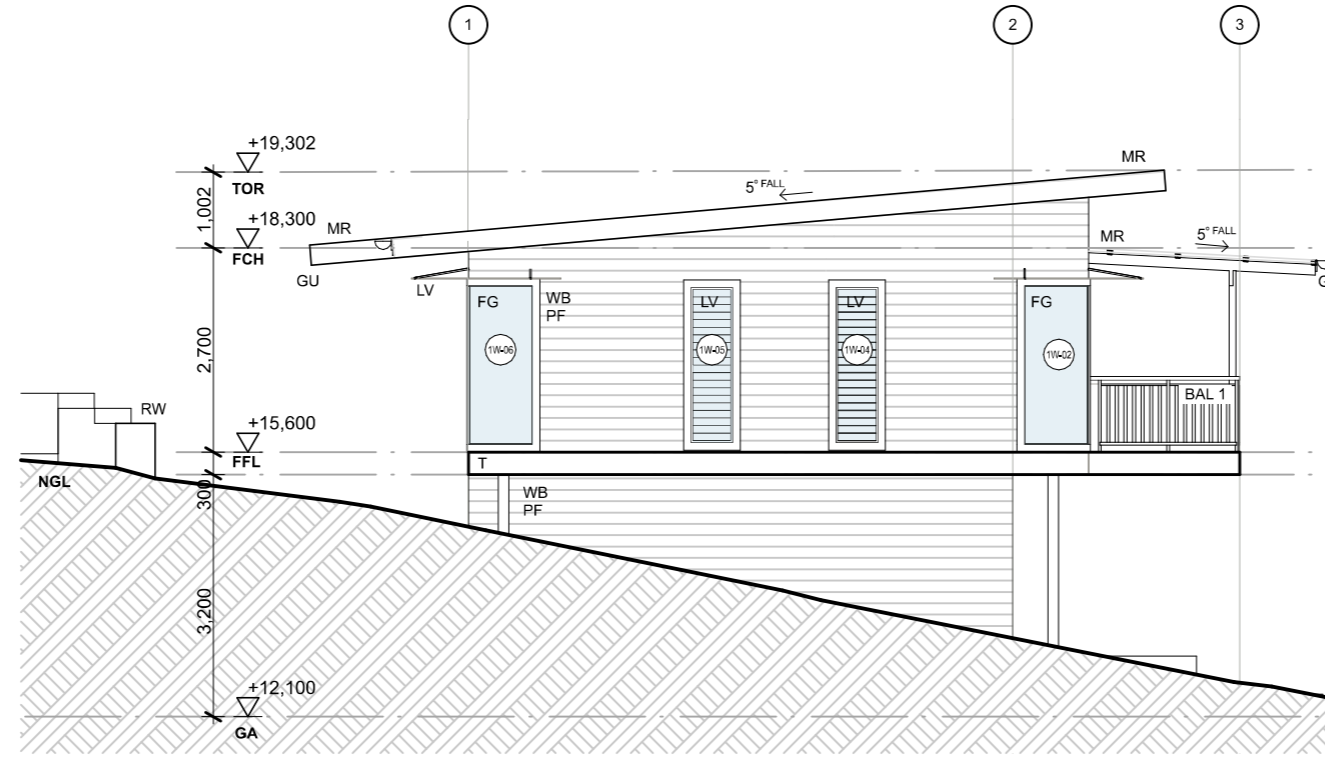 1
2
3
+19,302
TOR
1,002
+18,300
FCH
2,700
+15,600
FFL
300
3,200
+12,100
GA
MR
5° FALL
MR
GU
LV
MR
5° FALL
G
FG
1W-06
WB
PF
LV
1W-05
LV
1W-04
FG
1W-02
BAL 1
T
WB
PF
RW
NGL